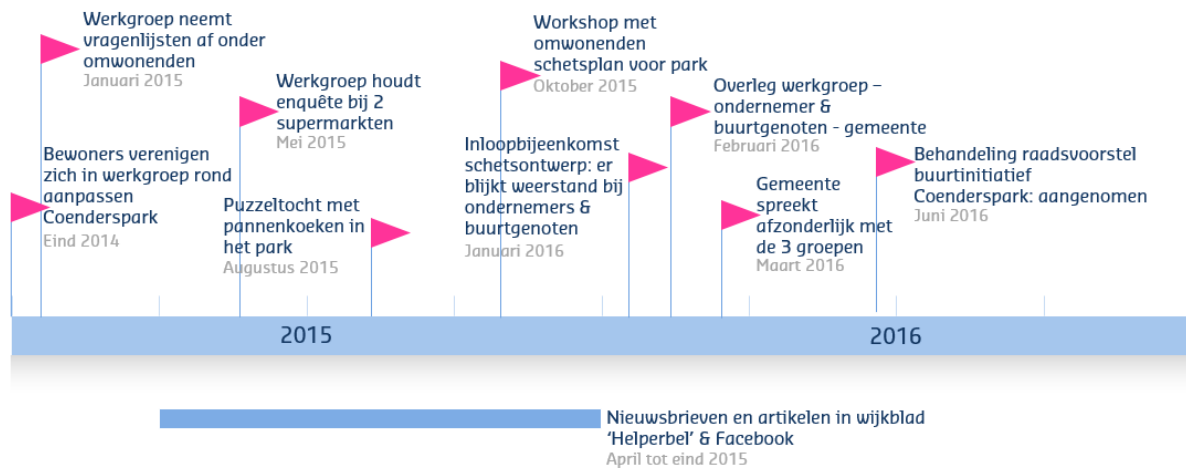 Werkgroep neemt
vragenlijsten af onder
omwonenden
Januari 2015
Bewoners verenigen
zich in werkgroep rond
aanpassen
Coenderspark
Eind 2014
Werkgroep houdt
enquête bij 2
supermarkten
Mei 2015
Puzzeltocht met
pannenkoeken in
het park
Augustus 2015
Workshop met
omwonenden
schetsplan voor park
Oktober 2015
Inloopbijeenkomst
schetsontwerp: er
blijkt weerstand bij
ondernemers &
buurtgenoten
Januari 2016
Overleg werkgroep –
ondernemer &
buurtgenoten - gemeente
Februari 2016
Gemeente
spreekt
afzonderlijk met
de 3 groepen
Maart 2016
Behandeling raadsvoorstel
buurtinitiatief
Coenderspark: aangenomen
Juni 2016
2015
2016
Nieuwsbrieven en artikelen in wijkblad
‘Helperbel’ & Facebook
April tot eind 2015